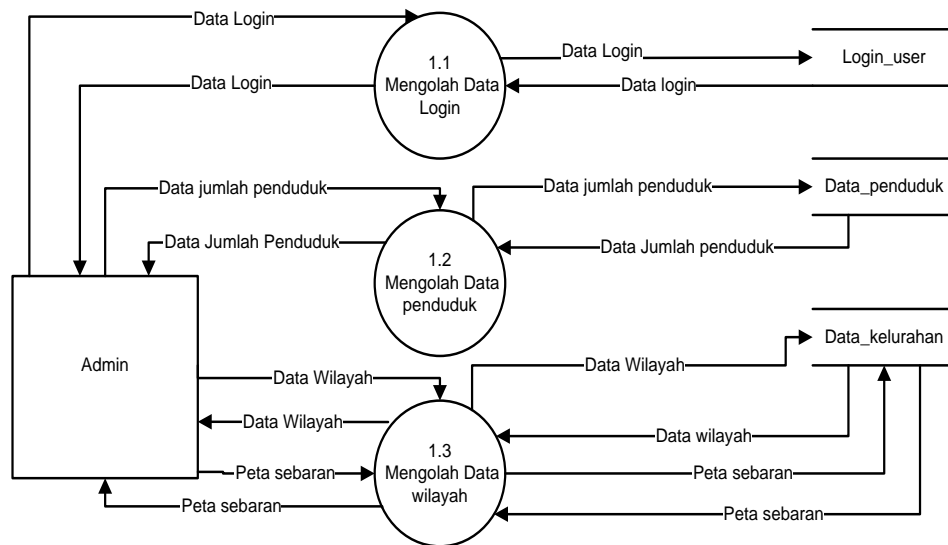 Data Login
Data Login
1.1
Mengolah Data
Login
Data Login
Data login
Login_user
Data jumlah penduduk
Data Jumlah Penduduk
1.2
Mengolah Data
penduduk
Data jumlah penduduk
Data Jumlah penduduk
Data_penduduk
Admin
Data Wilayah
Data Wilayah
Peta sebaran
Peta sebaran
1.3
Mengolah Data
wilayah
Data Wilayah
Data wilayah
Peta sebaran
Peta sebaran
Data_kelurahan